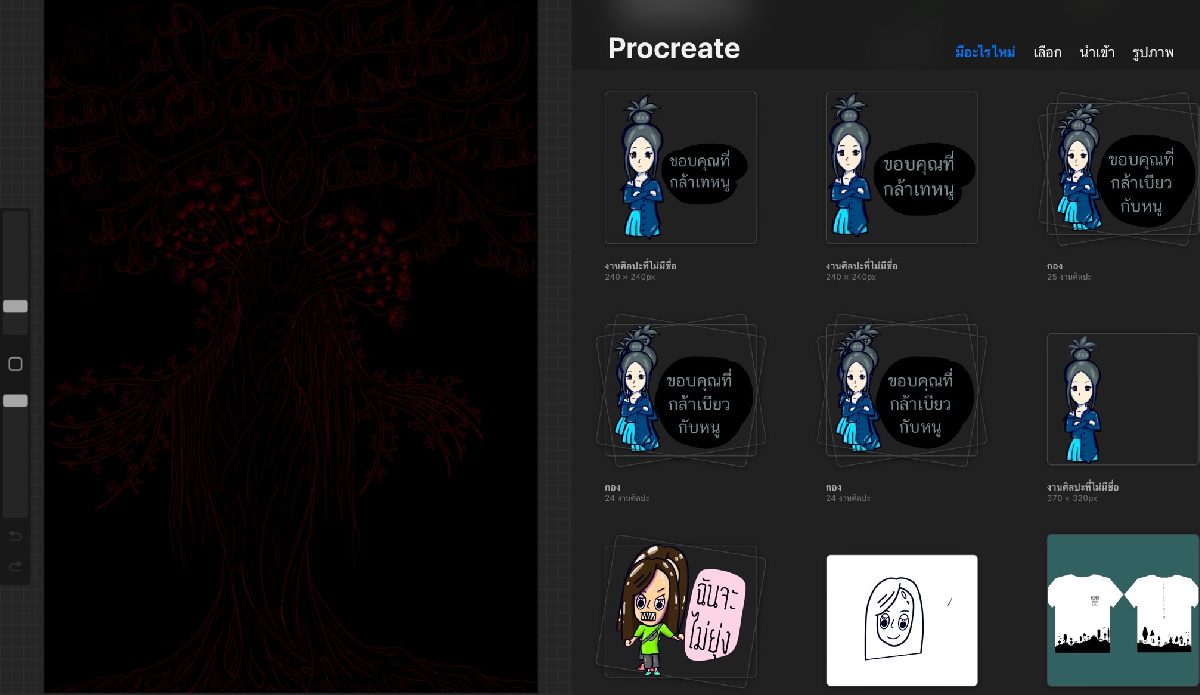 Procreate
มีอะไรใหม่ เลือก นำเข้า รูปภาพ
ขอบคุณที่
กล้าเทหนู
ขอบคุณที่
กล้าเทหนู
ขอบคุณที่
กล้าเบี้ยว
กับหนู
งานศิลปะที่ไม่มีชื่อ
240 × 240px
งานศิลปะที่ไม่มีชื่อ
240 × 240px
กอง
25 งานศิลปะ
ขอบคุณที่
กล้าเบี้ยว
กับหนู
ขอบคุณที่
กล้าเบี้ยว
กับหนู
กอง
24 งานศิลปะ
กอง
24 งานศิลปะ
งานศิลปะที่ไม่มีชื่อ
370 × 320px
ฉันจะ
ไม่ยุ่ง